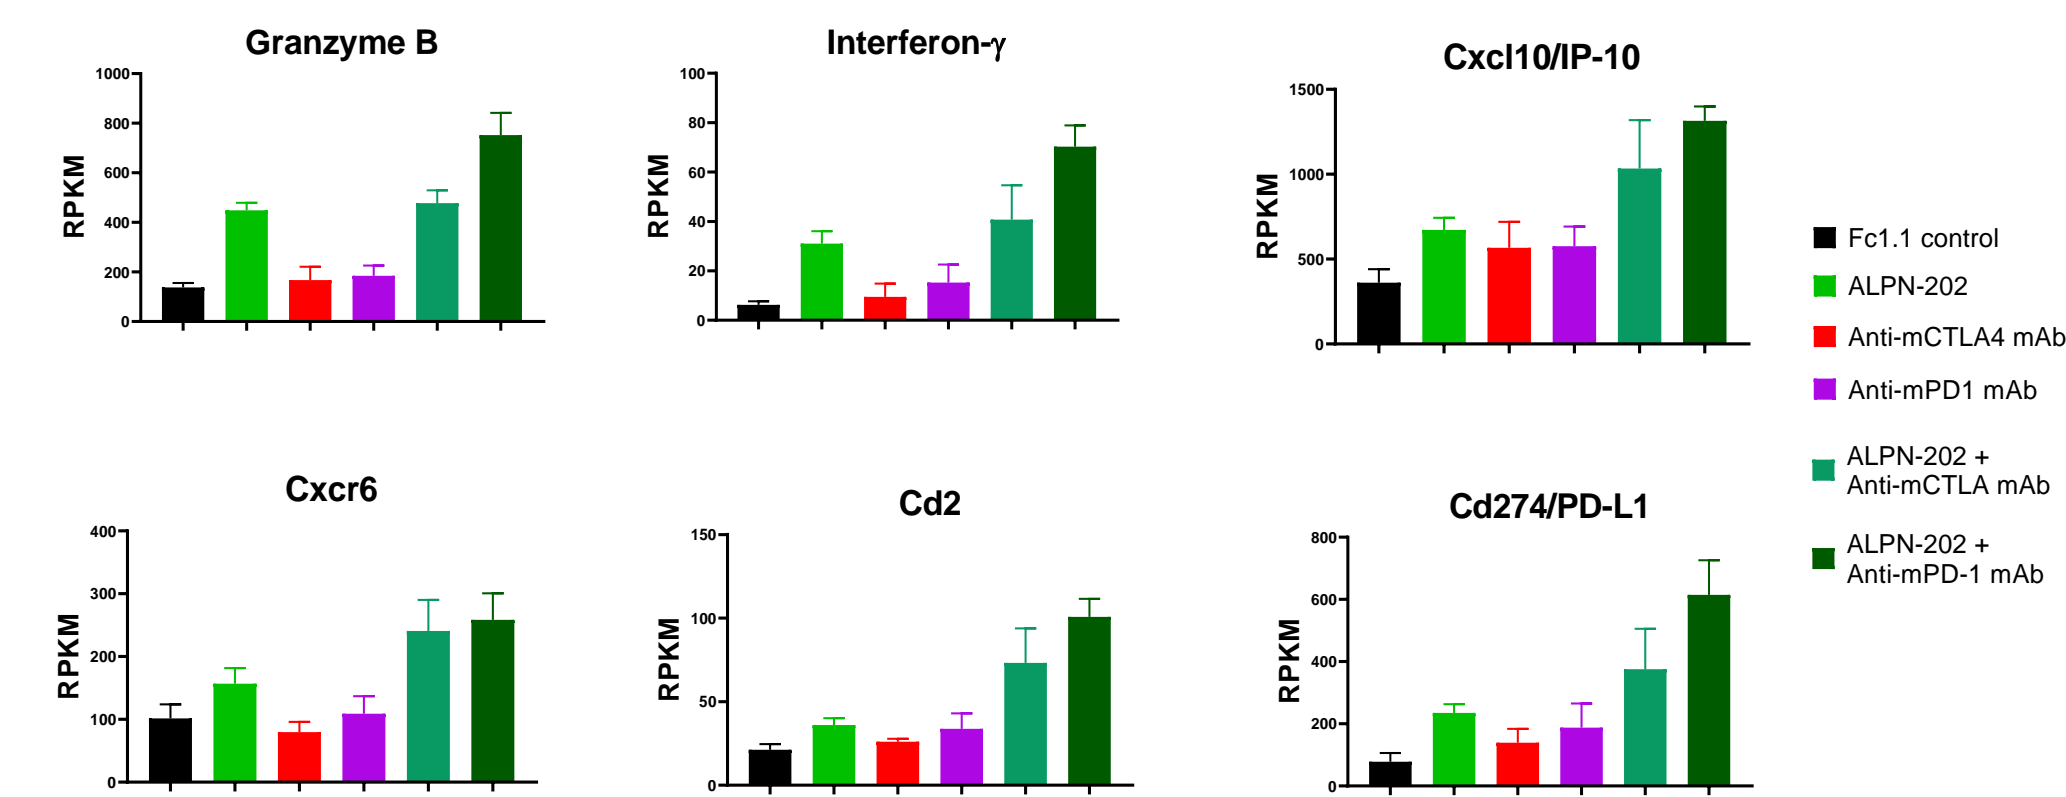 Granzyme B
1000
800
600
400
200
0
RPKM
Interferon-γ
100
80
60
40
20
0
RPKM
Cxcl10/IP-10
1500
1000
500
0
RPKM
Fc1.1 control
ALPN-202
Anti-mCTLA4 mAb
Anti-mPD1 mAb
ALPN-202 +
Anti-mCTLA mAb
ALPN-202 +
Anti-mPD-1 mAb
Cxcr6
400
300
200
100
0
RPKM
Cd2
150
100
50
0
RPKM
Cd274/PD-L1
800
600
400
200
0
RPKM